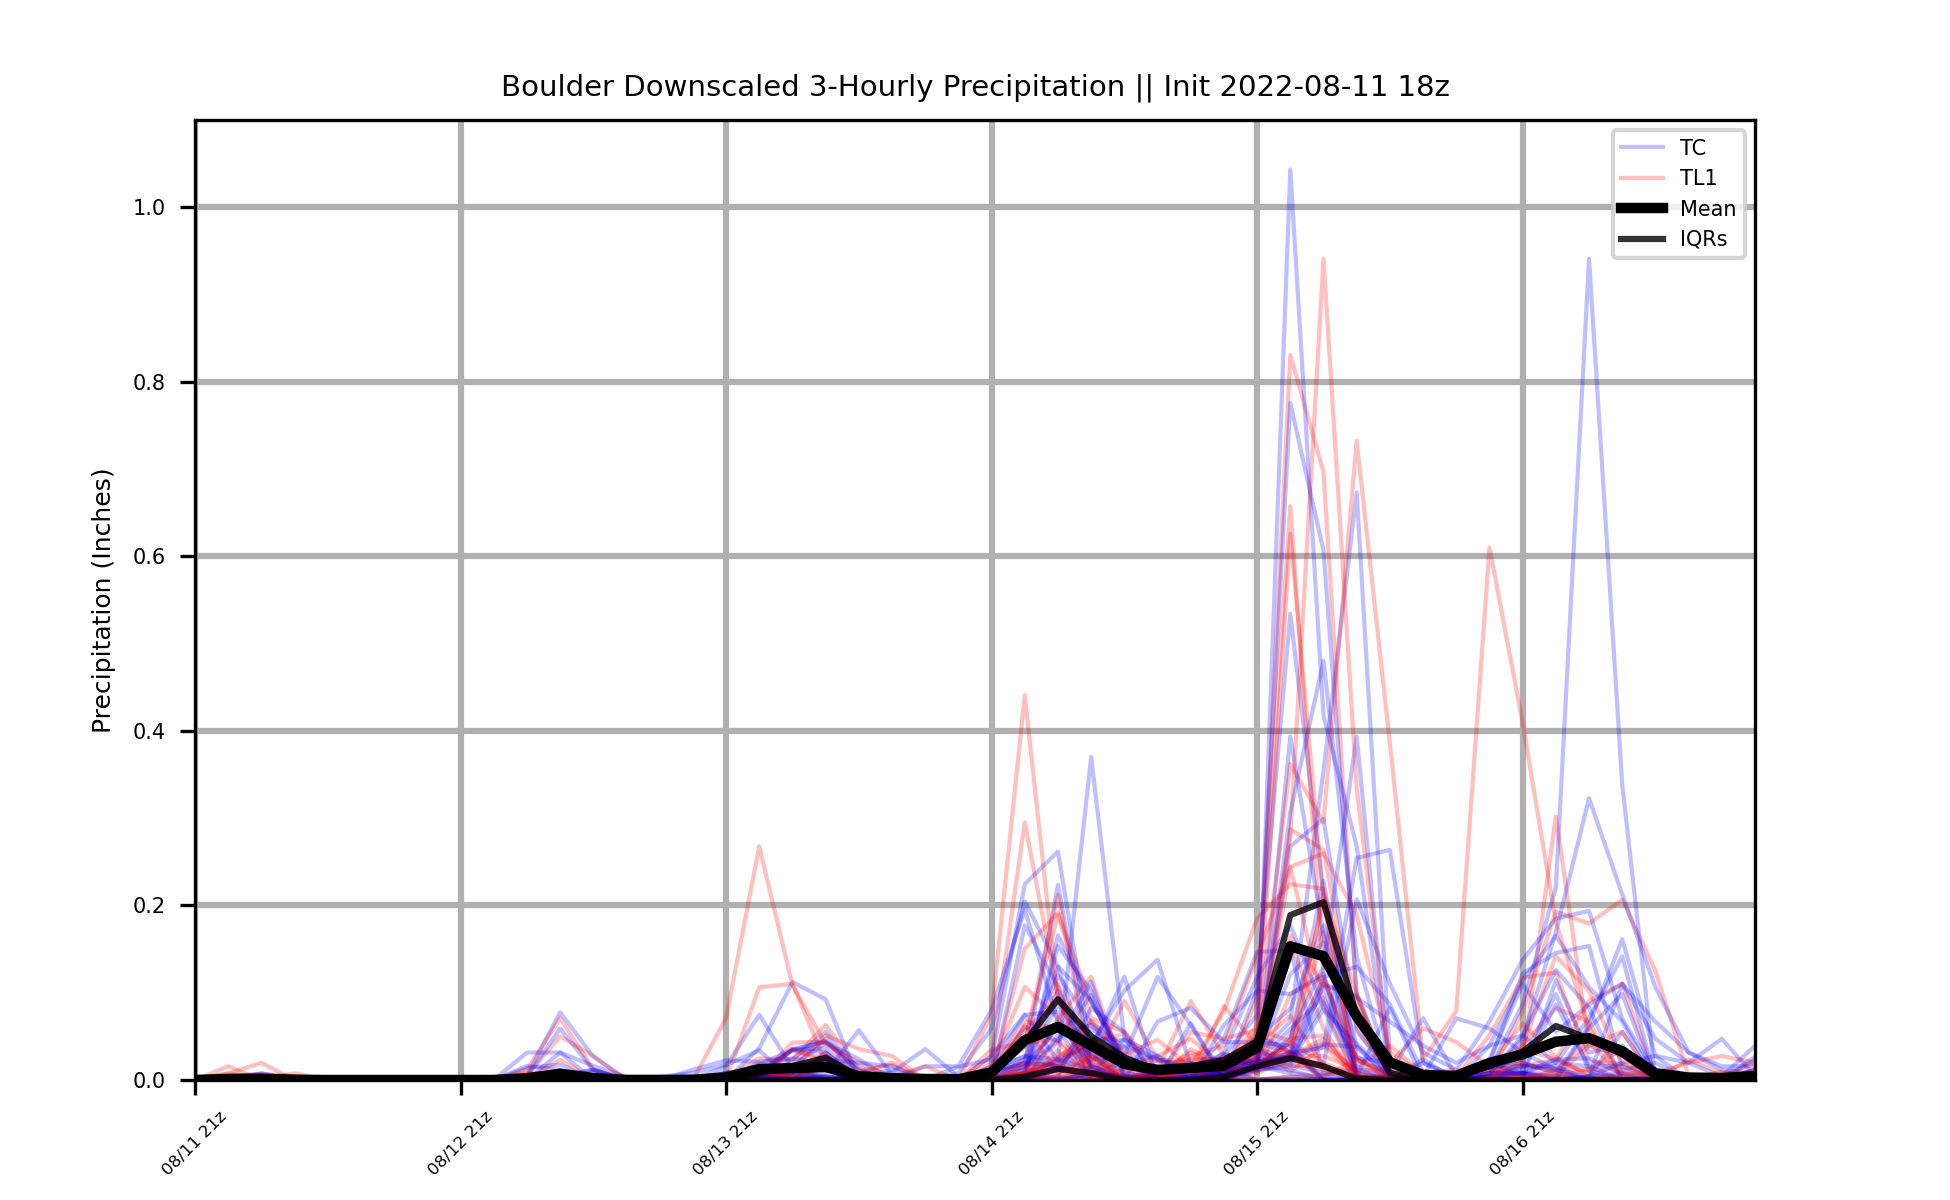 Boulder Downscaled 3-Hourly Precipitation || Init 2022-08-11 18z
TC
TL1
Mean
IQRs
Precipitation (Inches)
1.0
0.8
0.6
0.4
0.2
0.0
08/11 21z
08/12 21z
08/13 21z
08/14 21z
08/15 21z
08/16 21z